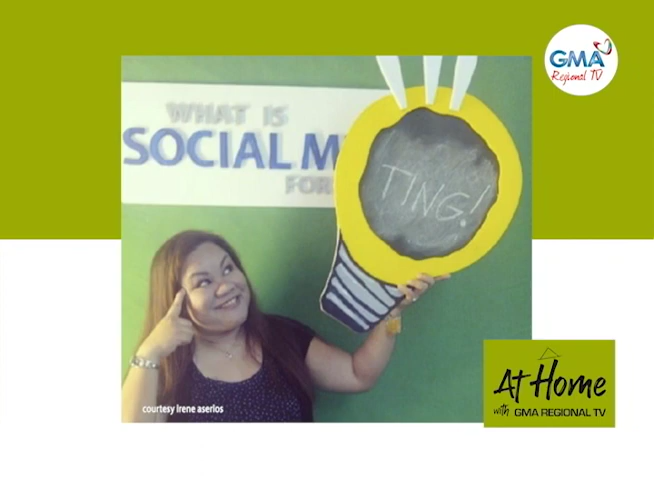 GMA
Regional TV
WHAT IS
SOCIAL M
FOR
TING!
courtesy Irene aserios
At Home
with GMA REGIONAL TV